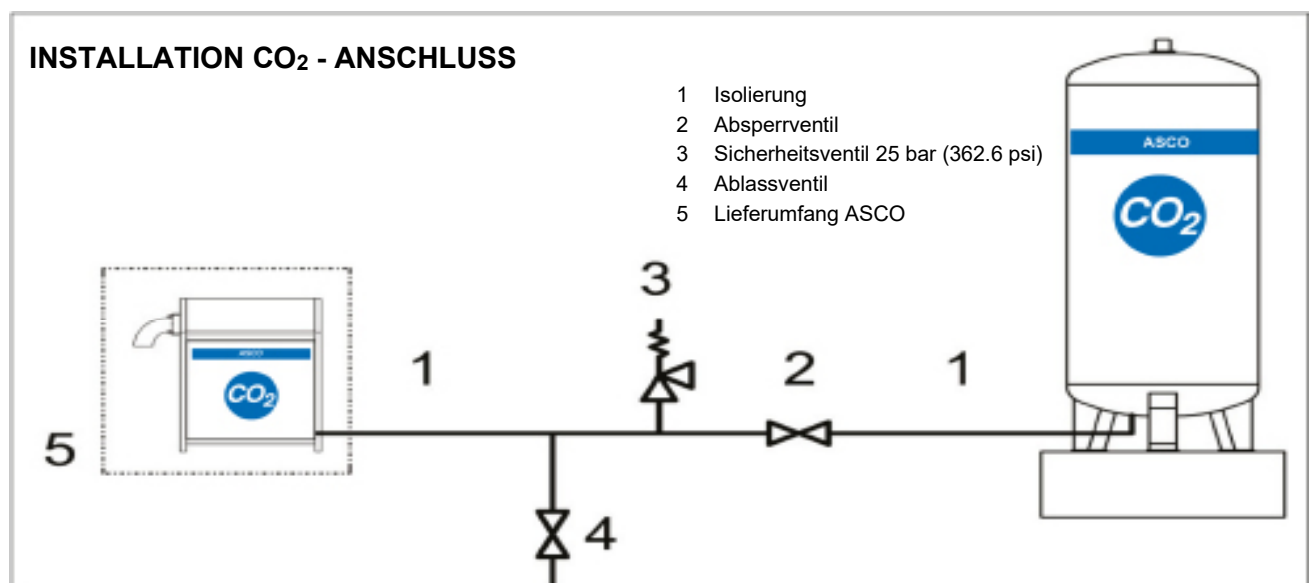 INSTALLATION CO2 - ANSCHLUSS
1 Isolierung
2 Absperrventil
3 Sicherheitsventil 25 bar (362.6 psi)
4 Ablassventil
5 Lieferumfang ASCO
ASCO
CO2
3
1
2
1
ASCO
CO2
5
4